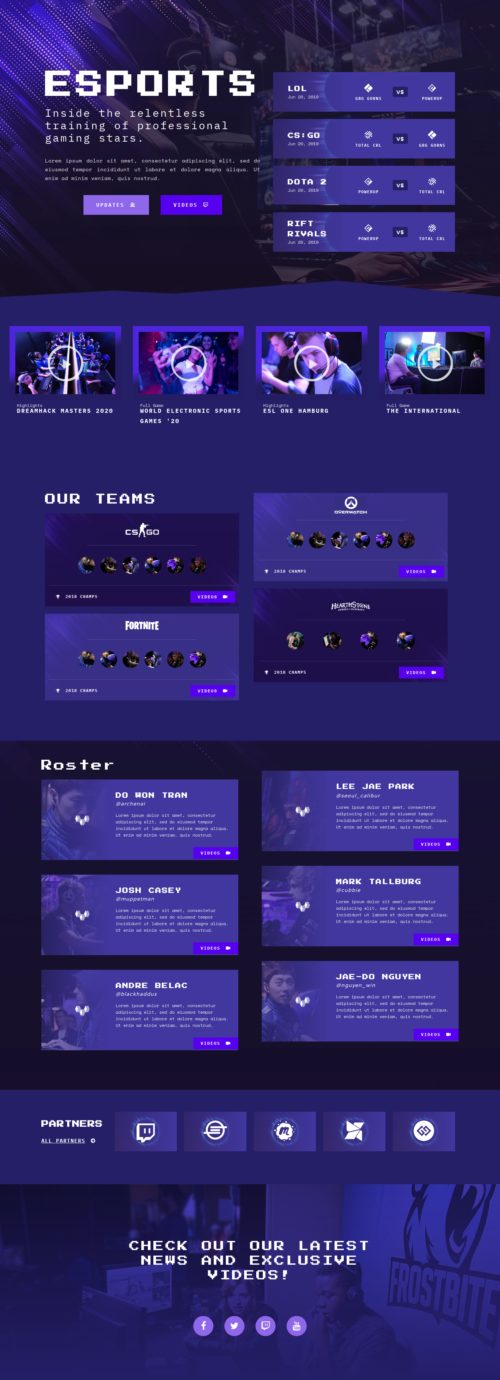 ESPORTS
Inside the relentless
training of professional
gaming stars.
Lorem ipsum dolor sit amet, consectetur adipiscing elit, sed do
eiusmod tempor incididunt ut labore et dolore magna aliqua. Ut
enim ad minim veniam, quis nostrud.
UPDATES
VIDEOS
LOL
Jun 20, 2019
GBG GORNS
VS
POWERUP
CS:GO
Jun 20, 2019
TOTAL CRL
VS
GBG GORNS
DOTA 2
Jun 20, 2019
POWERUP
VS
TOTAL CRL
RIFT
RIVALS
Jun 20, 2019
POWERUP
VS
TOTAL CRL
Highlights
DREAMHACK MASTERS 2020
Full Game
WORLD ELECTRONIC SPORTS
GAMES '20
Highlights
ESL ONE HAMBURG
Full Game
THE INTERNATIONAL
OUR TEAMS
CS GO
2018 CHAMPS
VIDEOS
OVERWATCH
2018 CHAMPS
VIDEOS
FORTNITE
2018 CHAMPS
VIDEOS
HEARTHSTONE
2018 CHAMPS
VIDEOS
Roster
DO WON TRAN
@archenai
Lorem ipsum dolor sit amet, consectetur
adipiscing elit, sed do eiusmod tempor
incididunt ut labore et dolore magna aliqua.
Ut enim ad minim veniam, quis nostrud.
VIDEOS
LEE JAE PARK
@seoul_calibur
Lorem ipsum dolor sit amet, consectetur
adipiscing elit, sed do eiusmod tempor
incididunt ut labore et dolore magna aliqua.
Ut enim ad minim veniam, quis nostrud.
VIDEOS
JOSH CASEY
@muppetman
Lorem ipsum dolor sit amet, consectetur
adipiscing elit, sed do eiusmod tempor
incididunt ut labore et dolore magna aliqua.
Ut enim ad minim veniam, quis nostrud.
VIDEOS
MARK TALLBURG
@cubbie
Lorem ipsum dolor sit amet, consectetur
adipiscing elit, sed do eiusmod tempor
incididunt ut labore et dolore magna aliqua.
Ut enim ad minim veniam, quis nostrud.
VIDEOS
ANDRE BELAC
@blackhaddus
Lorem ipsum dolor sit amet, consectetur
adipiscing elit, sed do eiusmod tempor
incididunt ut labore et dolore magna aliqua.
Ut enim ad minim veniam, quis nostrud.
VIDEOS
JAE-DO NGUYEN
@nguyen_win
Lorem ipsum dolor sit amet, consectetur
adipiscing elit, sed do eiusmod tempor
incididunt ut labore et dolore magna aliqua.
Ut enim ad minim veniam, quis nostrud.
VIDEOS
PARTNERS
ALL PARTNERS
m
CHECK OUT OUR LATEST
NEWS AND EXCLUSIVE
VIDEOS!
FROSTBITE